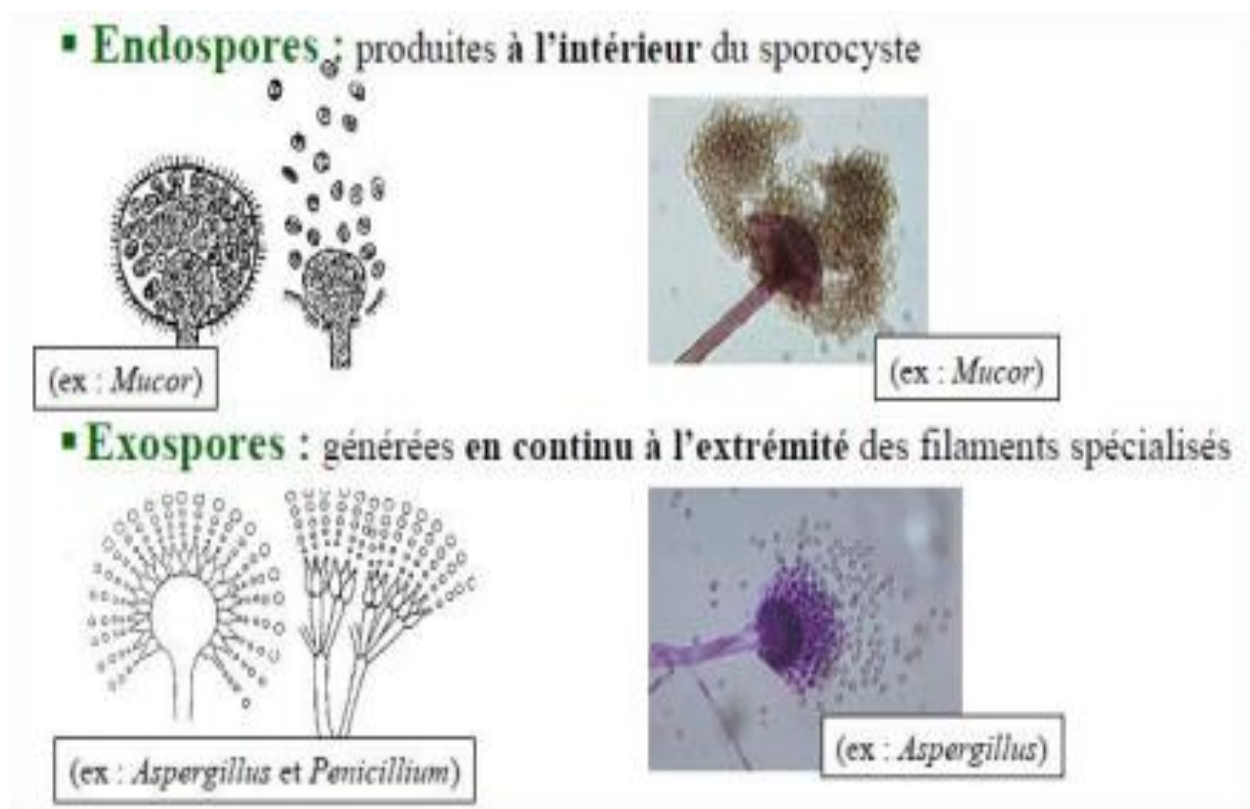 ▪ Endospores : produites à l'intérieur du sporocyste
(ex : Mucor)
(ex : Mucor)
▪ Exospores : générées en continu à l'extrémité des filaments spécialisés
(ex : Aspergillus et Penicillium)
(ex : Aspergillus)